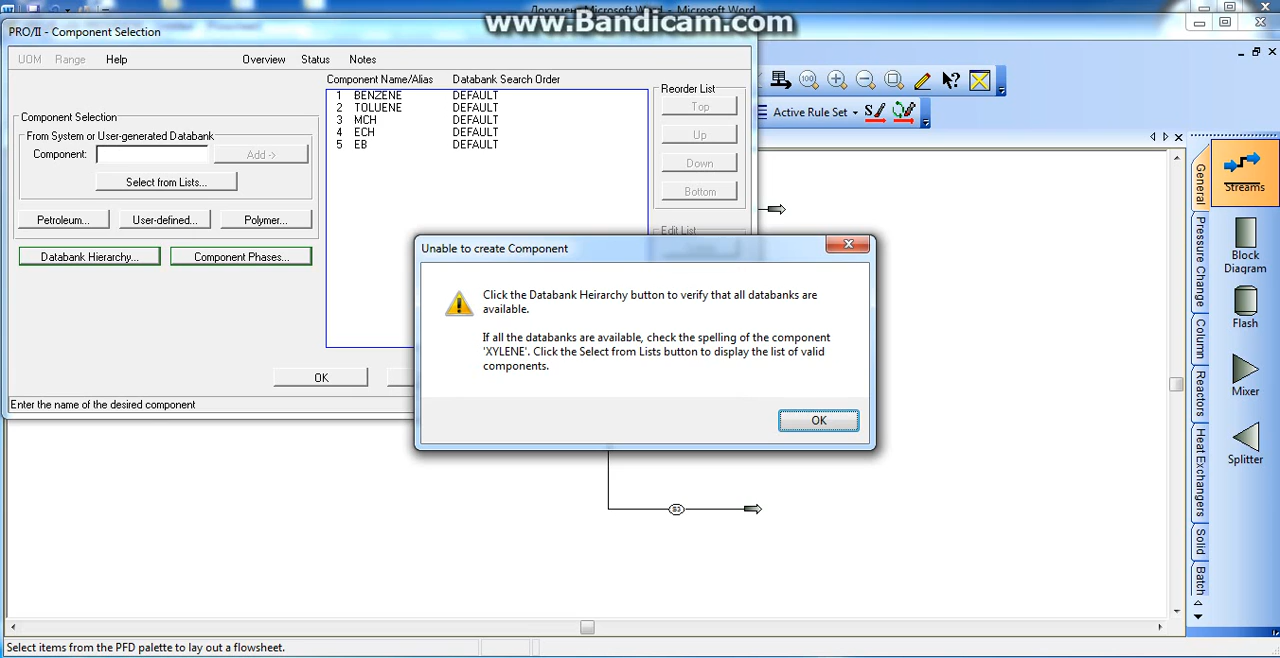 Документ Microsoft Word - Microsoft Word
www.Bandicam.com
PRO/II - Component Selection
UOM Range Help Overview Status Notes
Component Name/Alias Databank Search Order
1 BENZENE DEFAULT
2 TOLUENE DEFAULT
3 MCH DEFAULT
4 ECH DEFAULT
5 EB DEFAULT
Component Selection
From System or User-generated Databank
Component:
Add ->
Select from Lists...
Petroleum... User-defined... Polymer...
Databank Hierarchy... Component Phases...
Reorder List
Top
Up
Down
Bottom
Edit List
OK
Enter the name of the desired component
Unable to create Component
Click the Databank Heirarchy button to verify that all databanks are
available.
If all the databanks are available, check the spelling of the component
'XYLENE'. Click the Select from Lists button to display the list of valid
components.
OK
Active Rule Set
General
Pressure Change
Column
Reactors
Heat Exchangers
Solid
Batch
Streams
Block
Diagram
Flash
Mixer
Splitter
S3
Select items from the PFD palette to lay out a flowsheet.